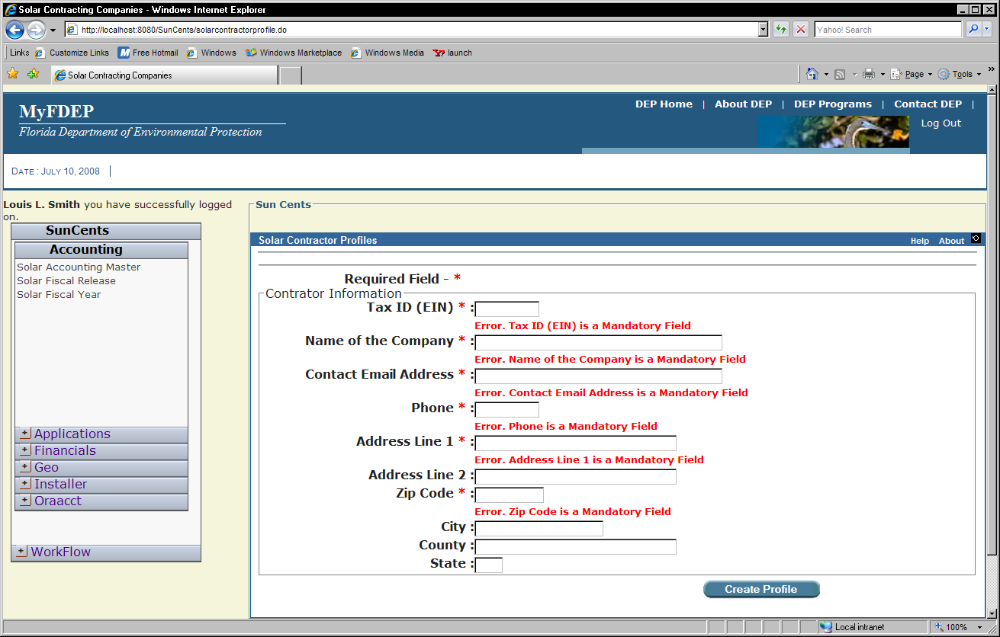 Solar Contracting Companies - Windows Internet Explorer
http://localhost:8080/SunCents/solarcontractorprofile.do
Yahoo! Search
Links Customize Links Free Hotmail Windows Windows Marketplace Windows Media launch
Solar Contracting Companies
Page Tools
MyFDEP
Florida Department of Environmental Protection
DEP Home | About DEP | DEP Programs | Contact DEP |
Log Out
DATE : JULY 10, 2008
Louis L. Smith you have successfully logged
on.
SunCents
Accounting
Solar Accounting Master
Solar Fiscal Release
Solar Fiscal Year
Applications
Financials
Geo
Installer
Oraacct
WorkFlow
Sun Cents
Solar Contractor Profiles
Help About
Required Field - *
Contrator Information
Tax ID (EIN) * :
Error. Tax ID (EIN) is a Mandatory Field
Name of the Company * :
Error. Name of the Company is a Mandatory Field
Contact Email Address * :
Error. Contact Email Address is a Mandatory Field
Phone * :
Error. Phone is a Mandatory Field
Address Line 1 * :
Error. Address Line 1 is a Mandatory Field
Address Line 2 :
Zip Code * :
Error. Zip Code is a Mandatory Field
City :
County :
State :
Create Profile
Local intranet
100%